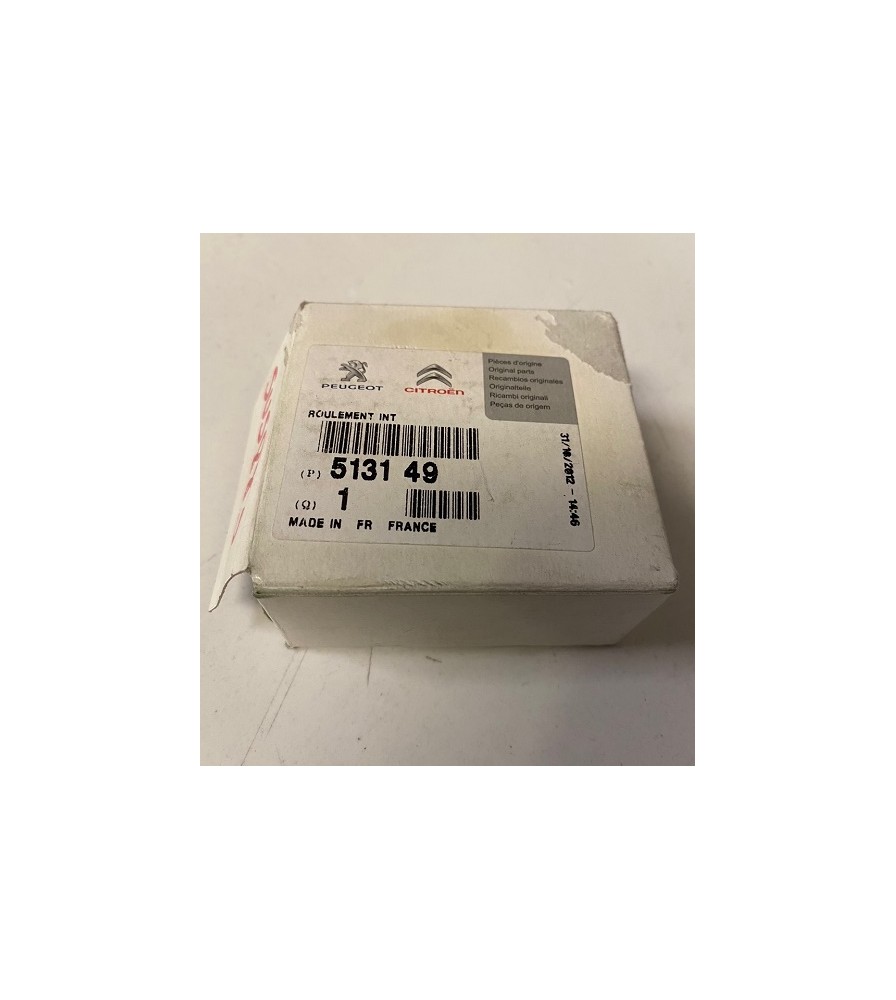 PEUGEOT
CITROËN
Pièces d'origine
Original parts
Recambios originales
Originalteile
Ricambi originali
Peças de origem
ROULEMENT INT
(P) 5131 49
(Q) 1
MADE IN FR FRANCE
31/10/2012 - 14:46